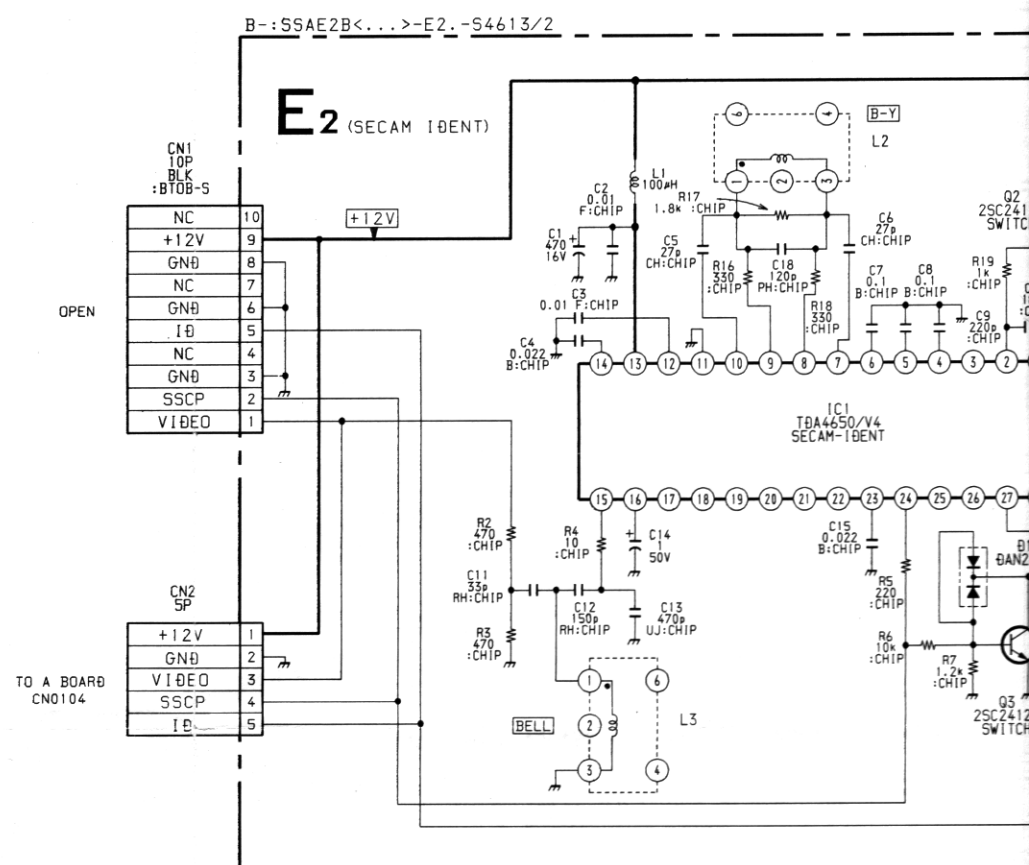 B-:SSAE2B<...>-E2.-S4613/2
E2 (SECAM IDENT)
CN1
10P
BLK
:BTOB-S
NC 10
+12V 9
GND 8
NC 7
GND 6
ID 5
NC 4
GND 3
SSCP 2
VIDEO 1
OPEN
+12V
C1
470
16V
C2
0.01
F:CHIP
L1
100μH
R17
1.8k :CHIP
6
4
B-Y
L2
1
2
3
C5
27p
CH:CHIP
R16
330
:CHIP
C18
120p
PH:CHIP
R18
330
:CHIP
C6
27p
CH:CHIP
C7
0.1
B:CHIP
C8
0.1
B:CHIP
R19
1k
:CHIP
Q2
2SC241
SWITC
C9
220p
:CHIP
C3
0.01 F:CHIP
C4
0.022
B:CHIP
14 13 12 11 10 9 8 7 6 5 4 3 2
IC1
TDA4650/V4
SECAM-IDENT
15 16 17 18 19 20 21 22 23 24 25 26 27
R2
470
:CHIP
R4
10
:CHIP
C14
1
50V
C11
33p
RH:CHIP
C12
150p
RH:CHIP
C13
470p
UJ:CHIP
R3
470
:CHIP
C15
0.022
B:CHIP
R5
220
:CHIP
R6
10k
:CHIP
R7
1.2k
:CHIP
D1
DAN2
Q3
2SC2412
SWITCH
CN2
5P
+12V 1
GND 2
VIDEO 3
SSCP 4
ID 5
TO A BOARD
CN0104
BELL
1
2
3
6
4
L3